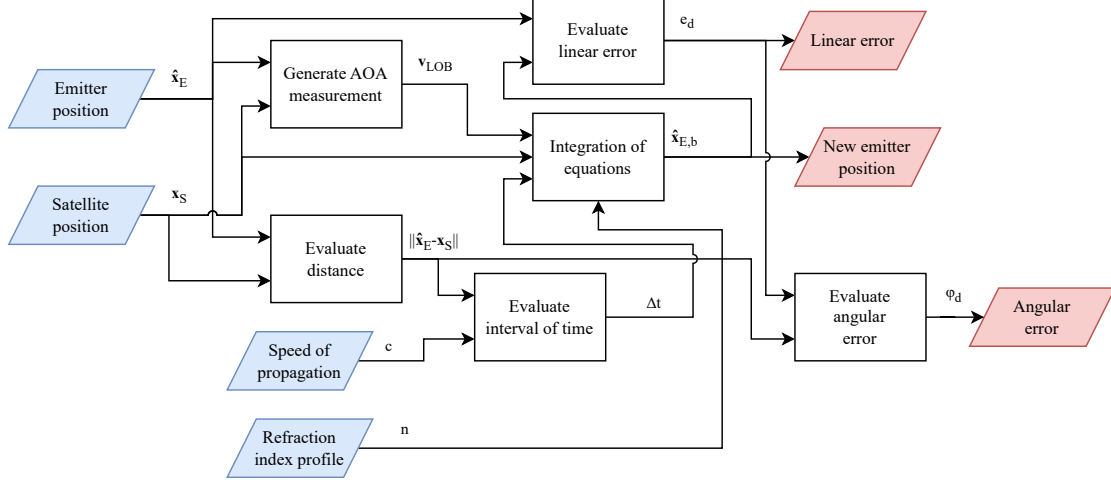 Evaluate
linear error
e_d
Linear error
Emitter
position
x̂_E
Generate AOA
measurement
v_LOB
Integration of
equations
x̂_E,b
New emitter
position
Satellite
position
x_S
Evaluate
distance
||x̂_E-x_S||
Evaluate
interval of time
Δt
Evaluate
angular
error
φ_d
Angular
error
Speed of
propagation
c
Refraction
index profile
n